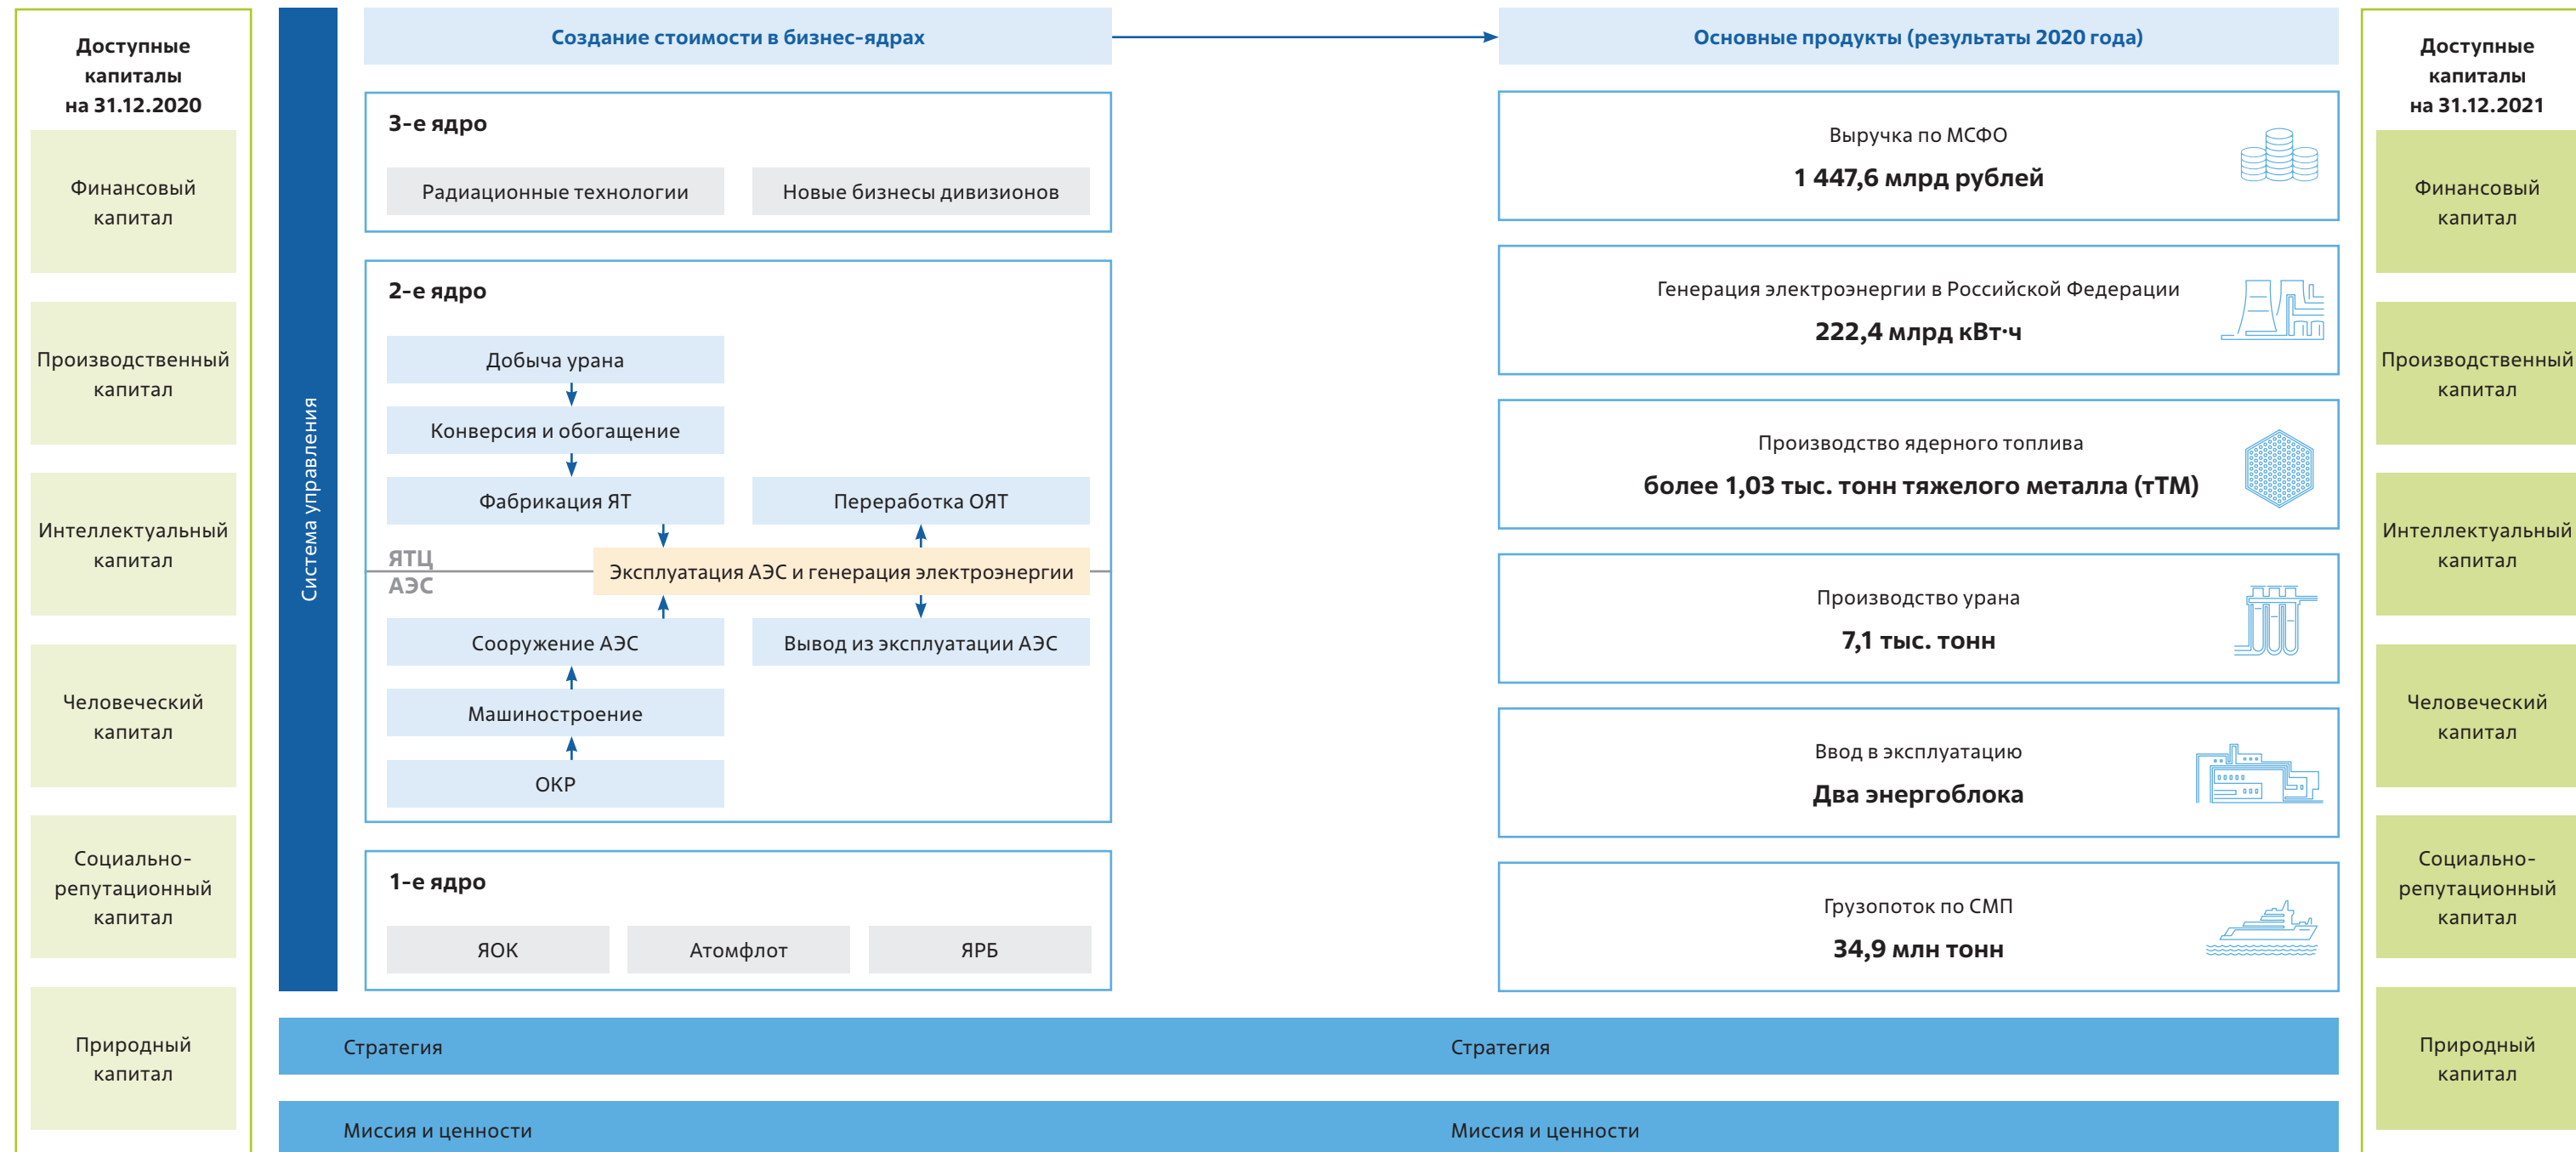 Доступные
капиталы
на 31.12.2020
Финансовый
капитал
Производственный
капитал
Интеллектуальный
капитал
Человеческий
капитал
Социально-
репутационный
капитал
Природный
капитал
Система управления
Создание стоимости в бизнес-ядрах
3-е ядро
Радиационные технологии
Новые бизнесы дивизионов
2-е ядро
Добыча урана
Конверсия и обогащение
Фабрикация ЯТ
Переработка ОЯТ
ЯТЦ
АЭС
Эксплуатация АЭС и генерация электроэнергии
Сооружение АЭС
Вывод из эксплуатации АЭС
Машиностроение
ОКР
1-е ядро
ЯОК
Атомфлот
ЯРБ
Основные продукты (результаты 2020 года)
Выручка по МСФО
1 447,6 млрд рублей
Генерация электроэнергии в Российской Федерации
222,4 млрд кВт·ч
Производство ядерного топлива
более 1,03 тыс. тонн тяжелого металла (тТМ)
Производство урана
7,1 тыс. тонн
Ввод в эксплуатацию
Два энергоблока
Грузопоток по СМП
34,9 млн тонн
Стратегия
Стратегия
Миссия и ценности
Миссия и ценности
Доступные
капиталы
на 31.12.2021
Финансовый
капитал
Производственный
капитал
Интеллектуальный
капитал
Человеческий
капитал
Социально-
репутационный
капитал
Природный
капитал